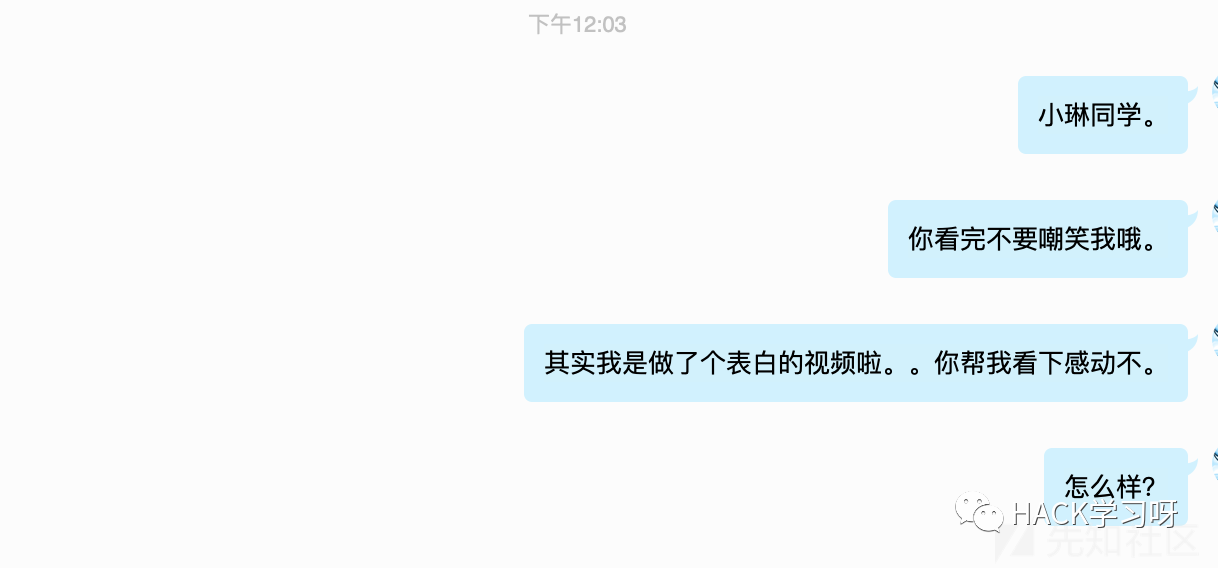 下午12:03
小琳同学。
你看完不要嘲笑我哦。
其实我是做了个表白的视频啦。。你帮我看下感动不。
怎么样?
HACK学习呀
先知社区